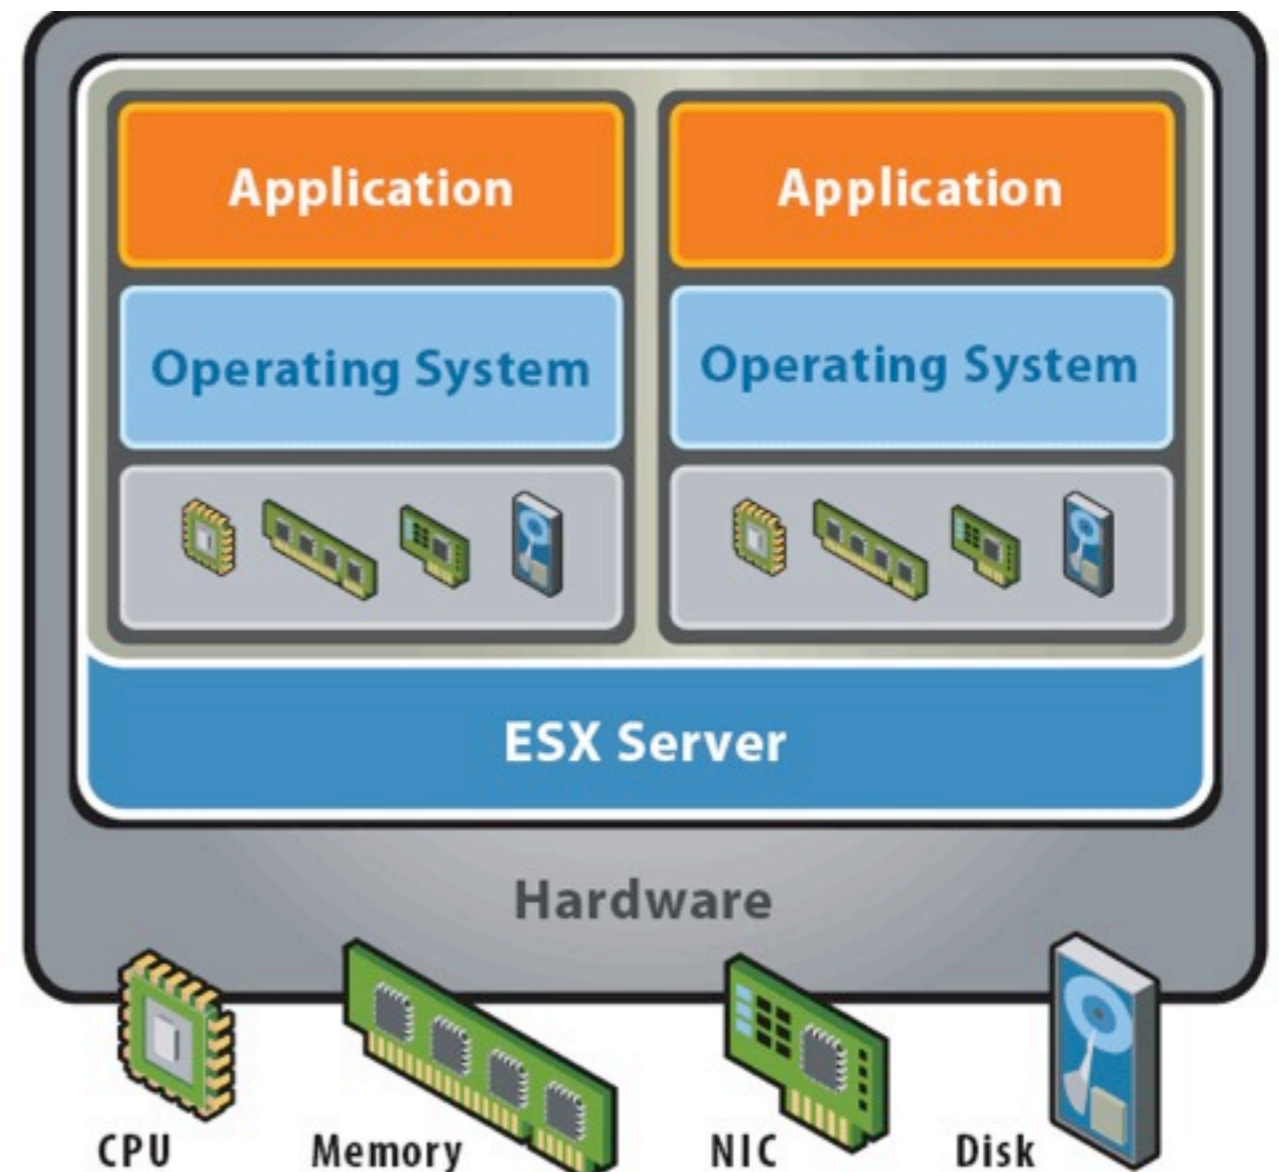 Application Application
Operating System Operating System
ESX Server
Hardware
CPU Memory NIC Disk